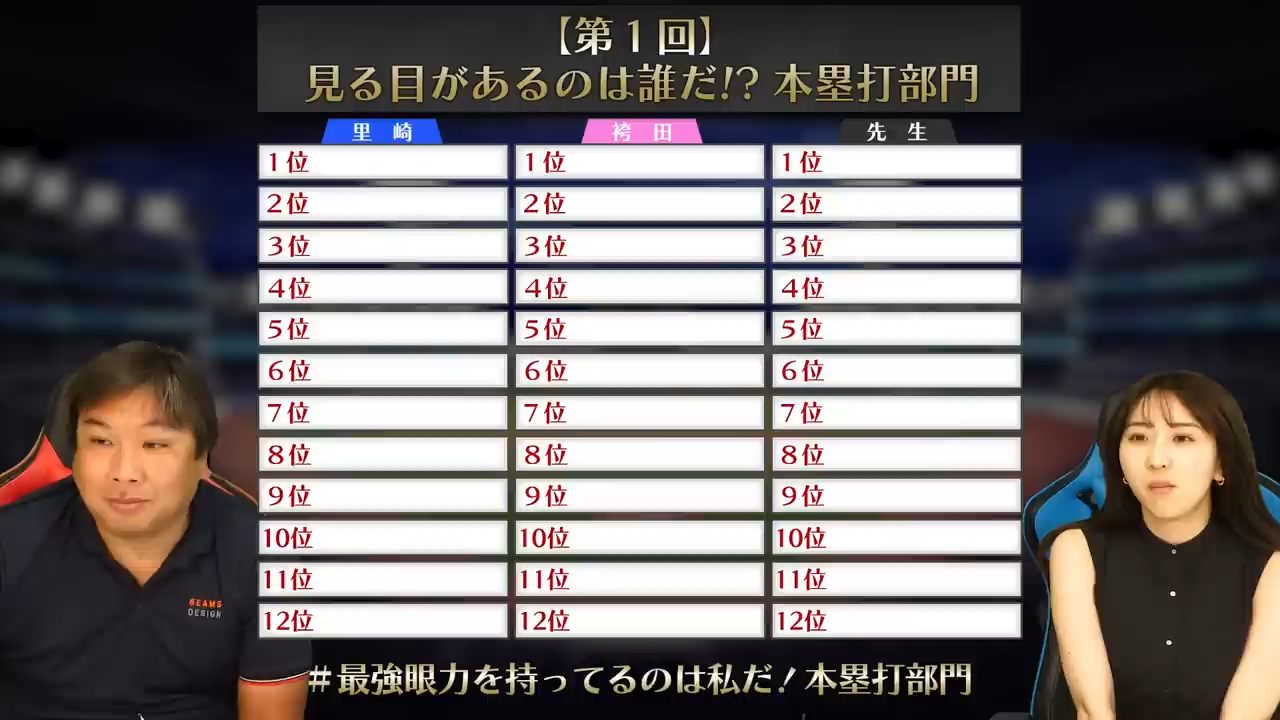 【第1回】
見る目があるのは誰だ!? 本塁打部門
里崎 袴田 先生
1位 1位 1位
2位 2位 2位
3位 3位 3位
4位 4位 4位
5位 5位 5位
6位 6位 6位
7位 7位 7位
8位 8位 8位
9位 9位 9位
10位 10位 10位
11位 11位 11位
12位 12位 12位
BEAMS
DESIGN
#最強眼力を持ってるのは私だ!本塁打部門